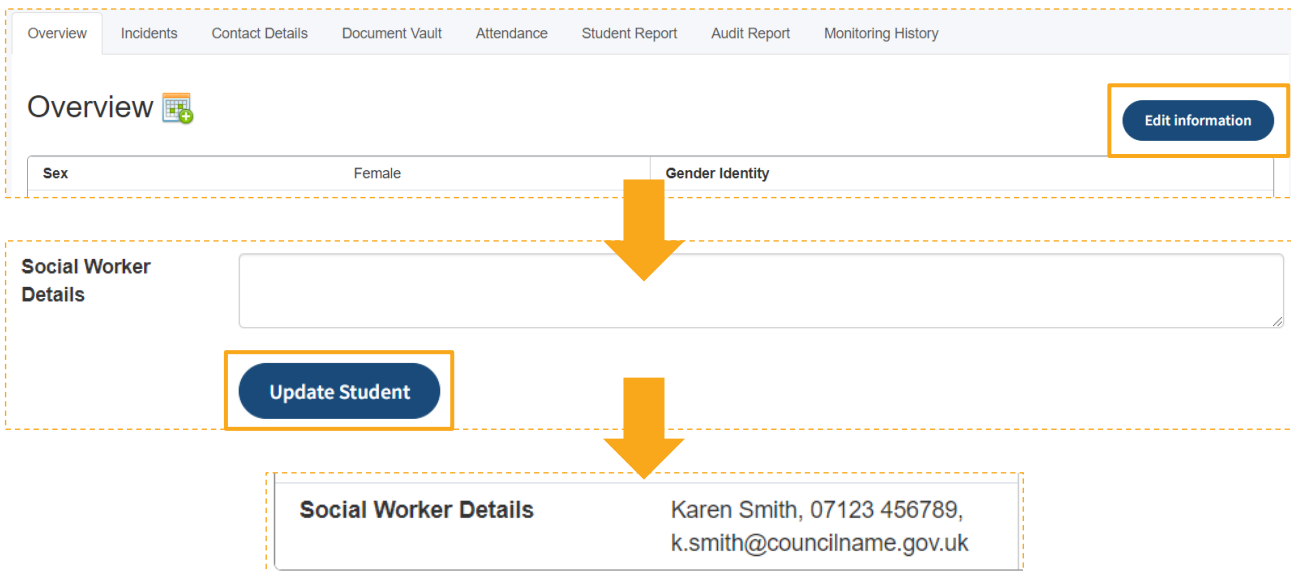 Overview Incidents Contact Details Document Vault Attendance Student Report Audit Report Monitoring History
Overview
Edit information
Sex Female Gender Identity
Social Worker
Details
Update Student
Social Worker Details Karen Smith, 07123 456789,
k.smith@councilname.gov.uk